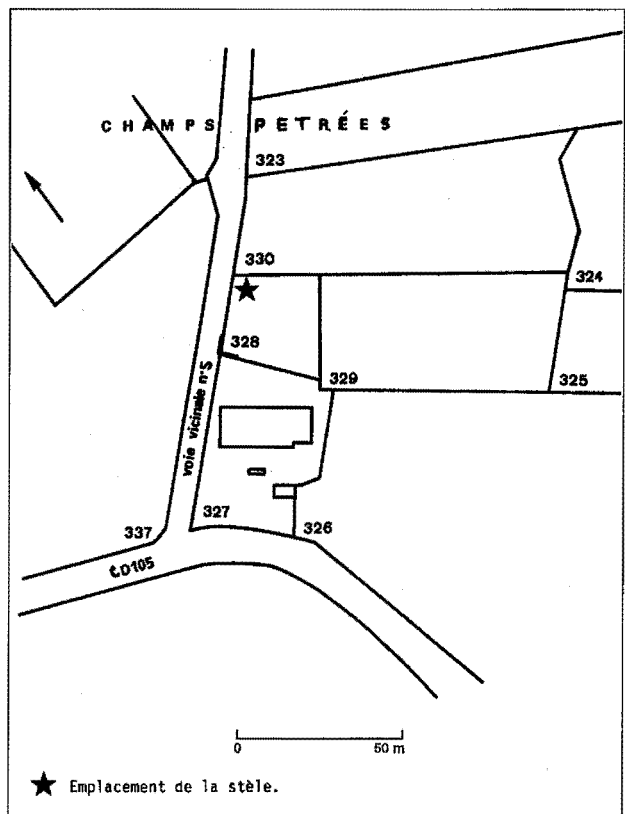 CHAMPS PETRÉES
323
330
324
328
329
325
voie vicinale n°5
327
326
337
CD105
0 50 m
★ Emplacement de la stèle.